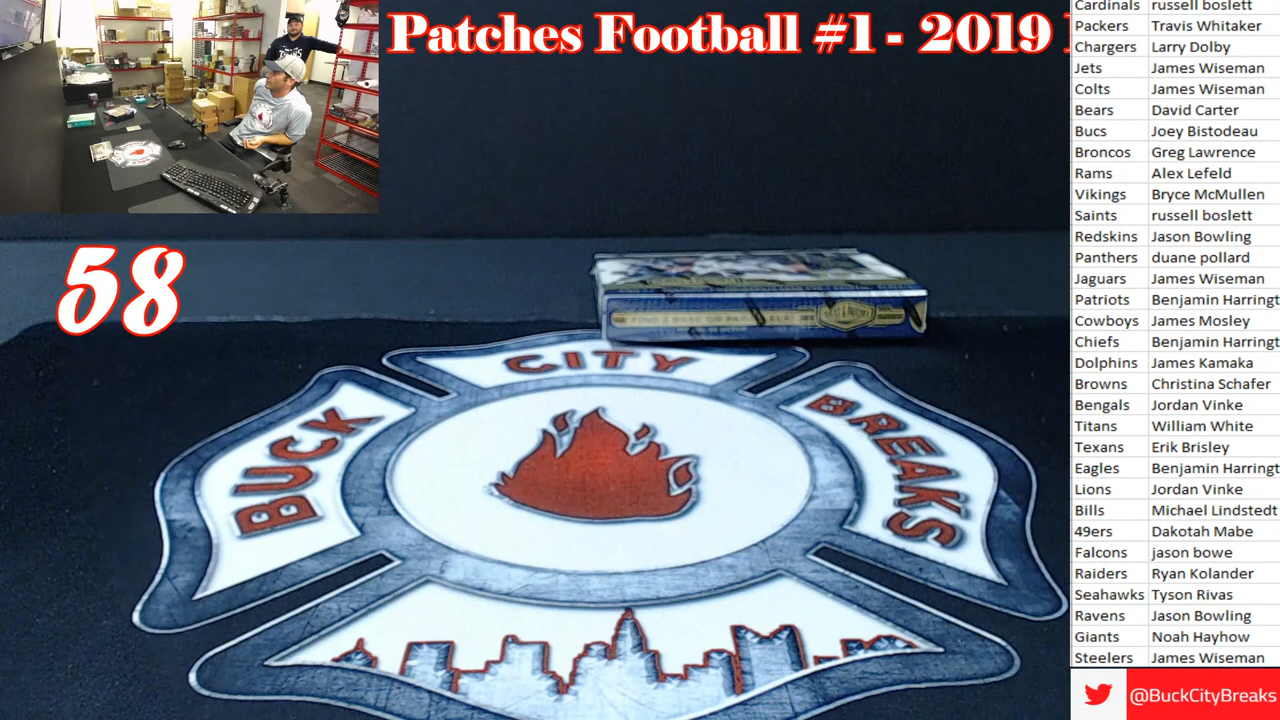 Patches Football #1 - 2019
58
CITY
BUCK
BREAKS
Cardinals russell boslett
Packers Travis Whitaker
Chargers Larry Dolby
Jets James Wiseman
Colts James Wiseman
Bears David Carter
Bucs Joey Bistodeau
Broncos Greg Lawrence
Rams Alex Lefeld
Vikings Bryce McMullen
Saints russell boslett
Redskins Jason Bowling
Panthers duane pollard
Jaguars James Wiseman
Patriots Benjamin Harringt
Cowboys James Mosley
Chiefs Benjamin Harringt
Dolphins James Kamaka
Browns Christina Schafer
Bengals Jordan Vinke
Titans William White
Texans Erik Brisley
Eagles Benjamin Harringt
Lions Jordan Vinke
Bills Michael Lindstedt
49ers Dakotah Mabe
Falcons jason bowe
Raiders Ryan Kolander
Seahawks Tyson Rivas
Ravens Jason Bowling
Giants Noah Hayhow
Steelers James Wiseman
@BuckCityBreaks